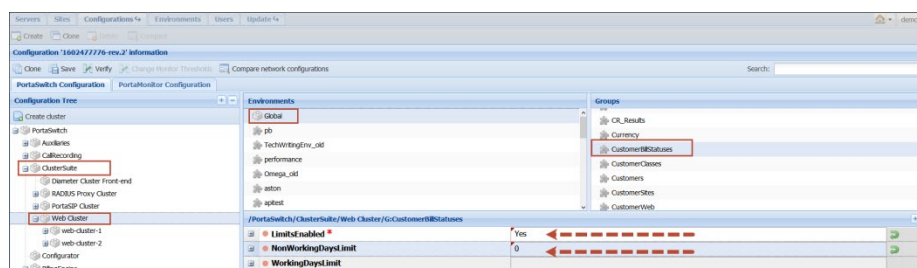 Servers Sites Configurations Environments Users Update demo
Create Clone Delete Compare
Configuration '1602477776-rev.2' information
Clone Save Verify Change Monitor Thresholds Compare network configurations Search:
PortaSwitch Configuration PortaMonitor Configuration
Configuration Tree Environments Groups
Create cluster Global CR_Results
PortaSwitch pb Currency
Auxiliaries TechWritingEnv_old CustomerBillStatuses
CallRecording performance CustomerClasses
ClusterSuite Omega_old Customers
Diameter Cluster Front-end aston CustomerSites
RADIUS Proxy Cluster apitest CustomerWeb
PortaSIP Cluster
Web Cluster /PortaSwitch/ClusterSuite/Web Cluster/G:CustomerBillStatuses
web-cluster-1 LimitsEnabled * Yes
web-cluster-2 NonWorkingDaysLimit 0
Configurator WorkingDaysLimit